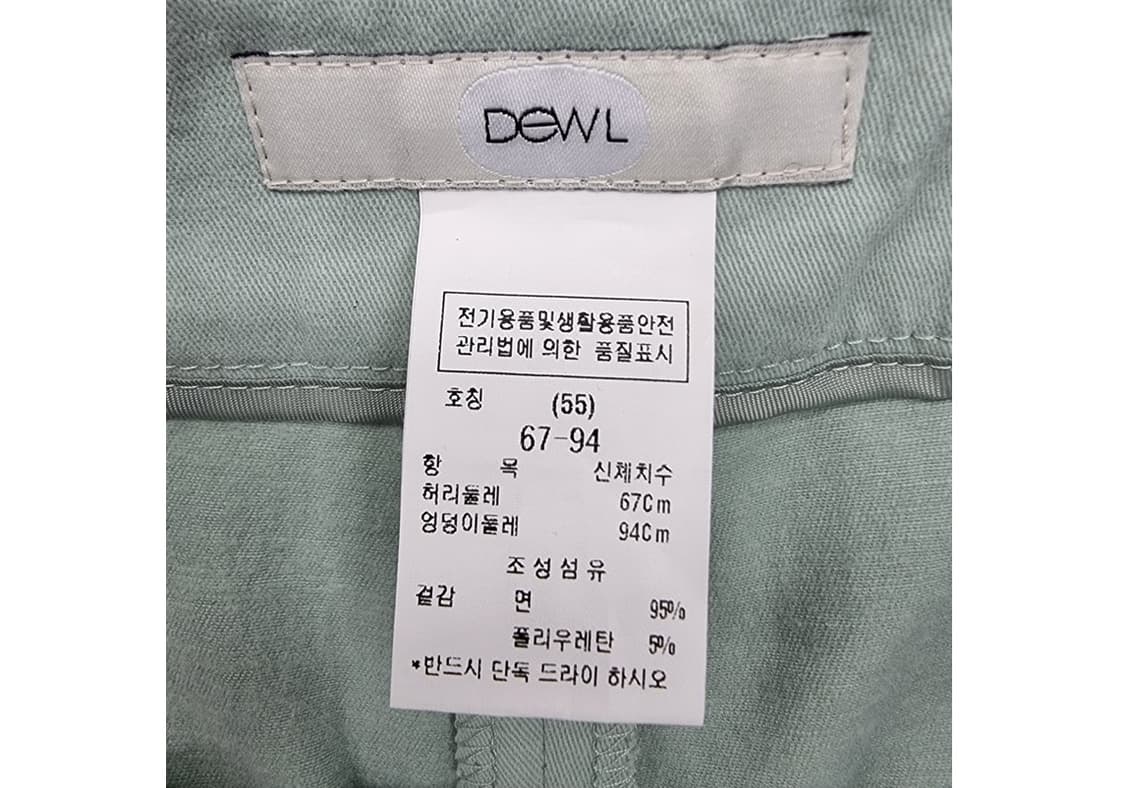 DEWL
전기용품및생활용품안전
관리법에 의한 품질표시
호칭 (55)
67-94
항 목 신체치수
허리둘레 67Cm
엉덩이둘레 94Cm
조성섬유
겉감 면 95%
폴리우레탄 5%
*반드시 단독 드라이 하시오